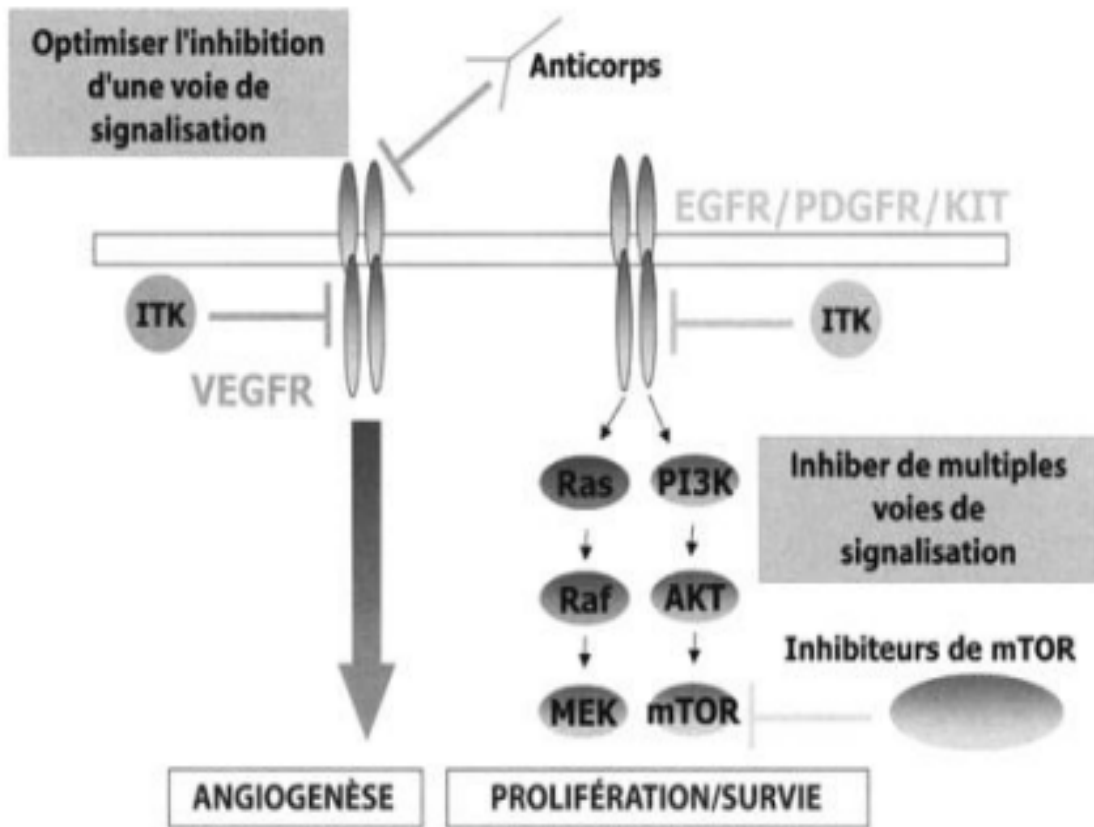 Optimiser l'inhibition
d'une voie de
signalisation
Anticorps
EGFR/PDGFR/KIT
ITK
ITK
VEGFR
Ras PI3K
Inhiber de multiples
voies de
signalisation
Raf AKT
Inhibiteurs de mTOR
MEK mTOR
ANGIOGENÈSE PROLIFÉRATION/SURVIE